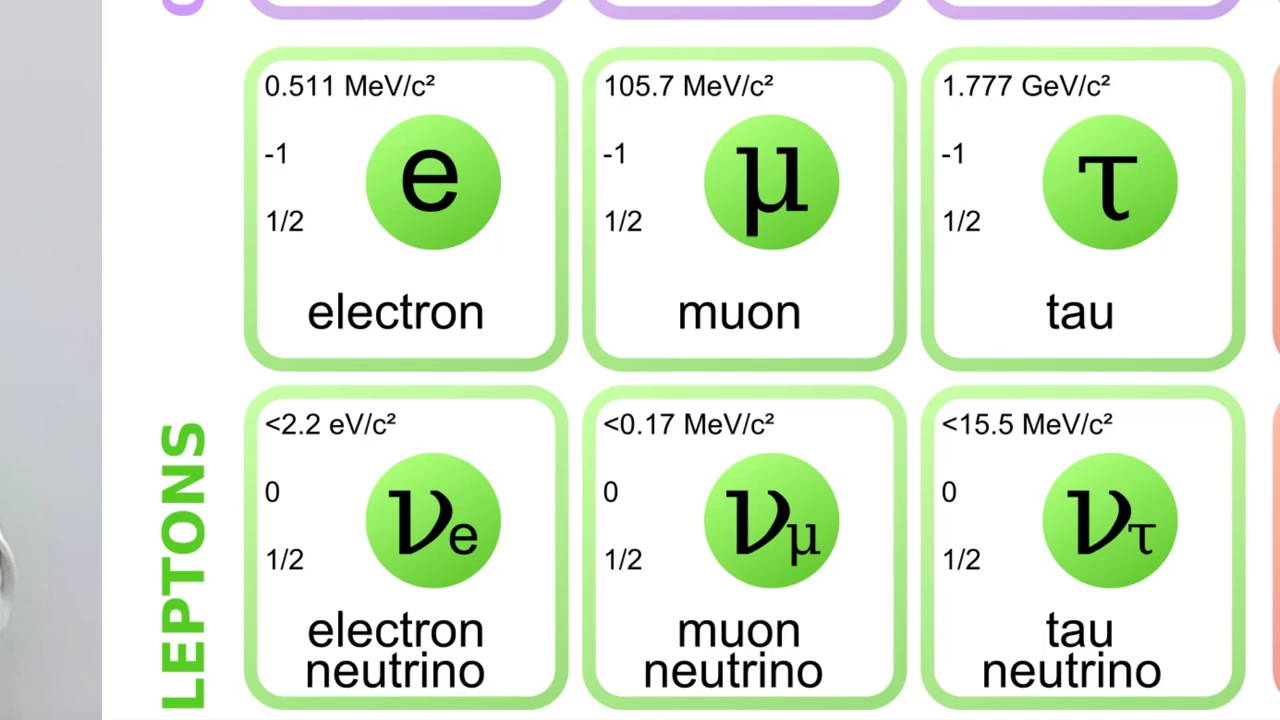 0.511 MeV/c²
-1
1/2
e
electron
105.7 MeV/c²
-1
1/2
μ
muon
1.777 GeV/c²
-1
1/2
τ
tau
LEPTONS
<2.2 eV/c²
0
1/2
νe
electron
neutrino
<0.17 MeV/c²
0
1/2
νμ
muon
neutrino
<15.5 MeV/c²
0
1/2
ντ
tau
neutrino